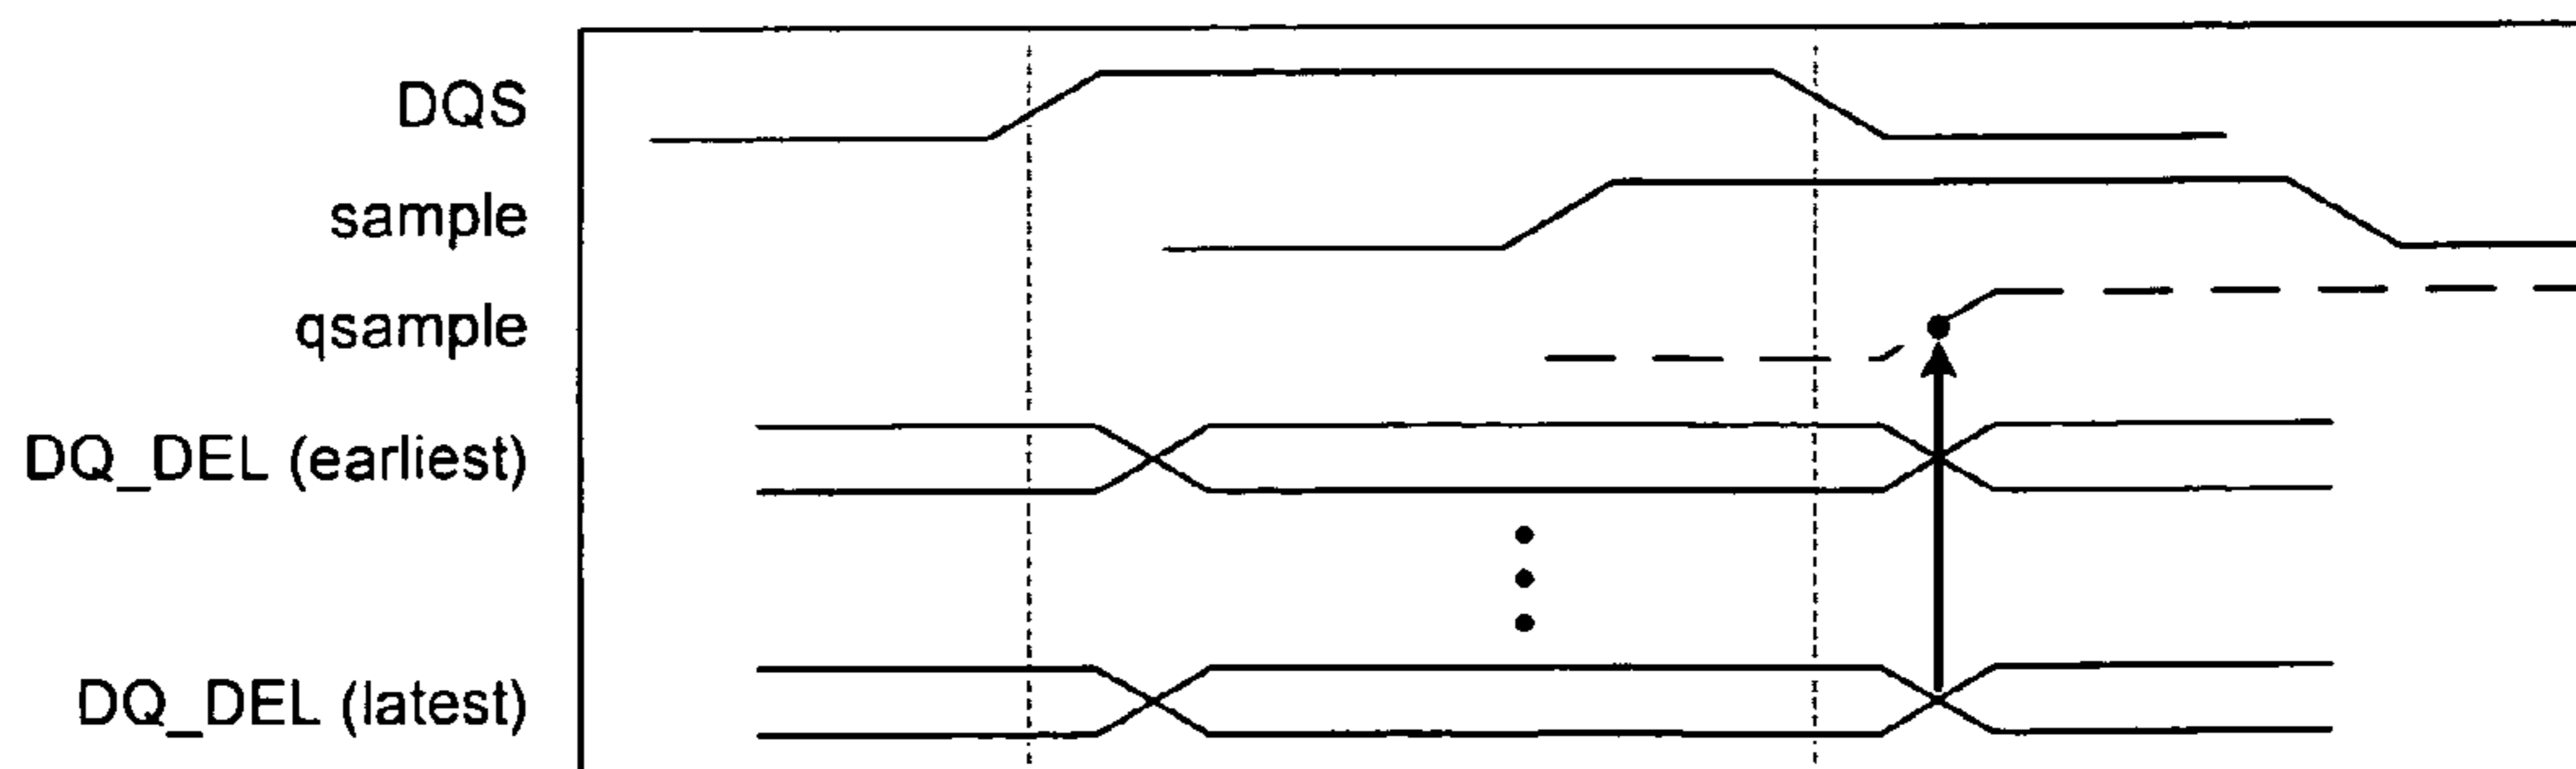 DQS
sample
qsample
DQ_DEL (earliest)
DQ_DEL (latest)